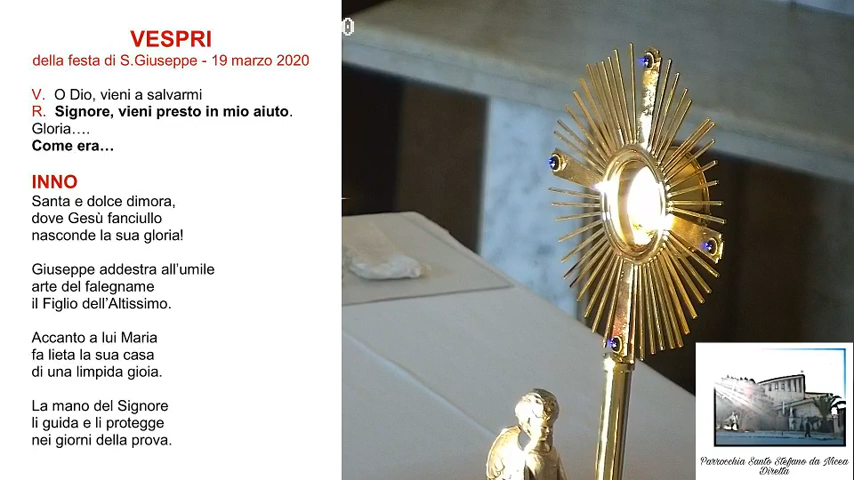 VESPRI
della festa di S.Giuseppe - 19 marzo 2020
V. O Dio, vieni a salvarmi
R. Signore, vieni presto in mio aiuto.
Gloria….
Come era…
INNO
Santa e dolce dimora,
dove Gesù fanciullo
nasconde la sua gloria!
Giuseppe addestra all'umile
arte del falegname
il Figlio dell'Altissimo.
Accanto a lui Maria
fa lieta la sua casa
di una limpida gioia.
La mano del Signore
li guida e li protegge
nei giorni della prova.
Parrocchia Santo Stefano da Nicea
Diretta